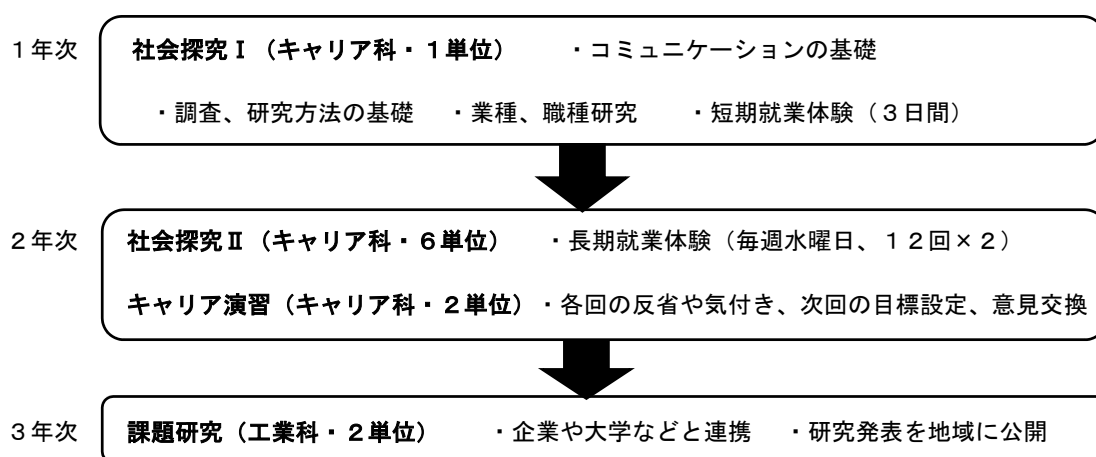 １年次 社会探究Ⅰ（キャリア科・１単位） ・コミュニケーションの基礎
・調査、研究方法の基礎 ・業種、職種研究 ・短期就業体験（３日間）
２年次 社会探究Ⅱ（キャリア科・６単位） ・長期就業体験（毎週水曜日、１２回×２）
キャリア演習（キャリア科・２単位）・各回の反省や気付き、次回の目標設定、意見交換
３年次 課題研究（工業科・２単位） ・企業や大学などと連携 ・研究発表を地域に公開